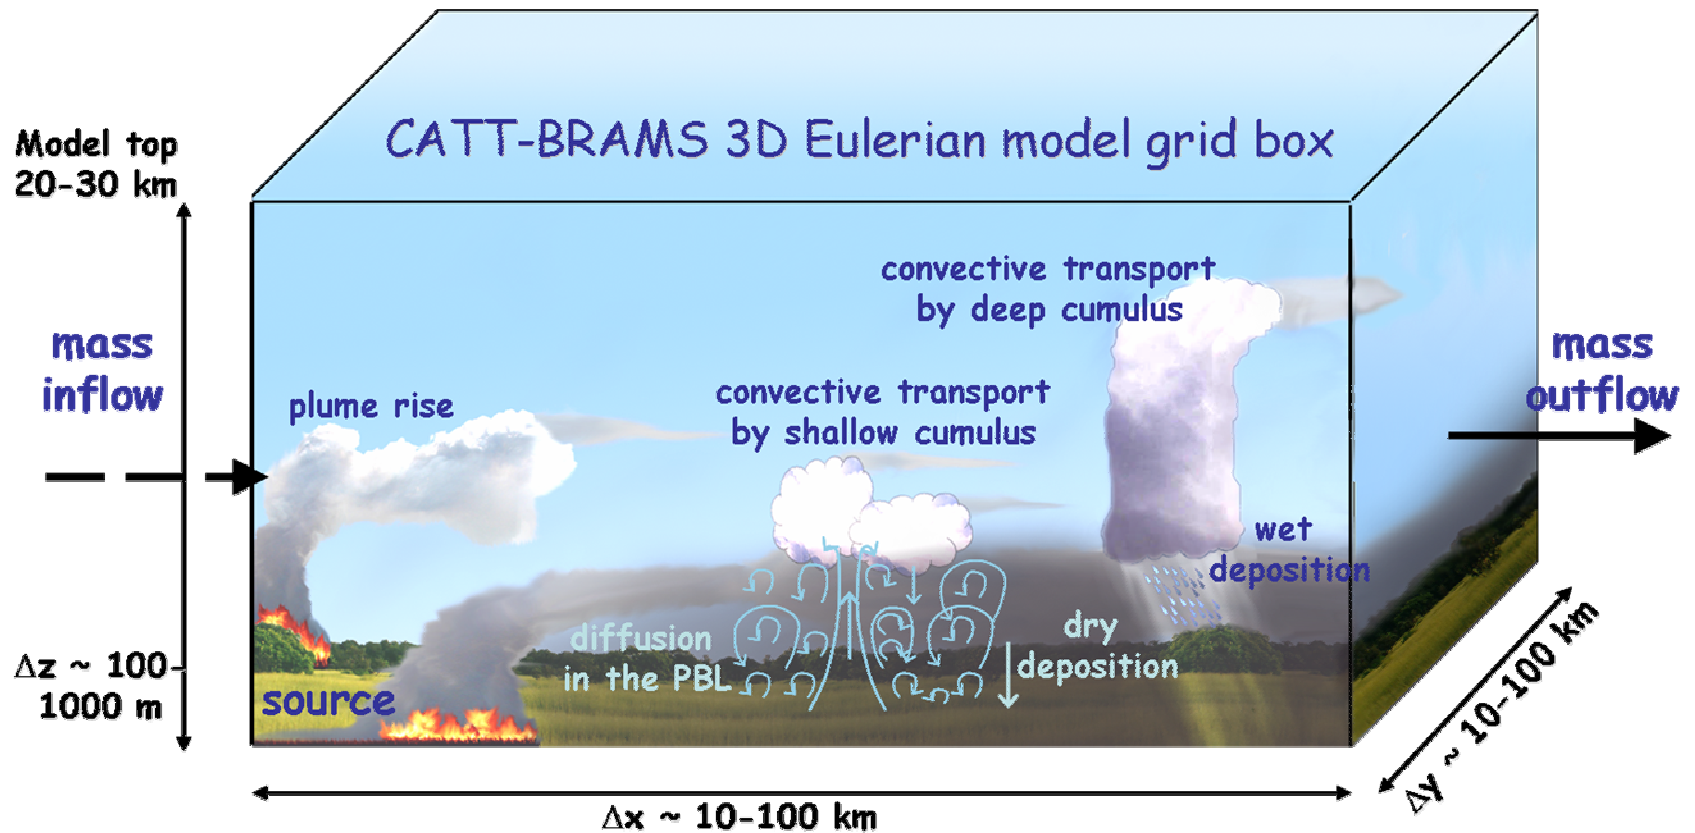 CATT-BRAMS 3D Eulerian model grid box
Model top
20-30 km
convective transport
by deep cumulus
mass
inflow
mass
outflow
plume rise
convective transport
by shallow cumulus
wet
deposition
diffusion
in the PBL
dry
deposition
Δz ~ 100-
1000 m
source
Δy ~ 10-100 km
Δx ~ 10-100 km